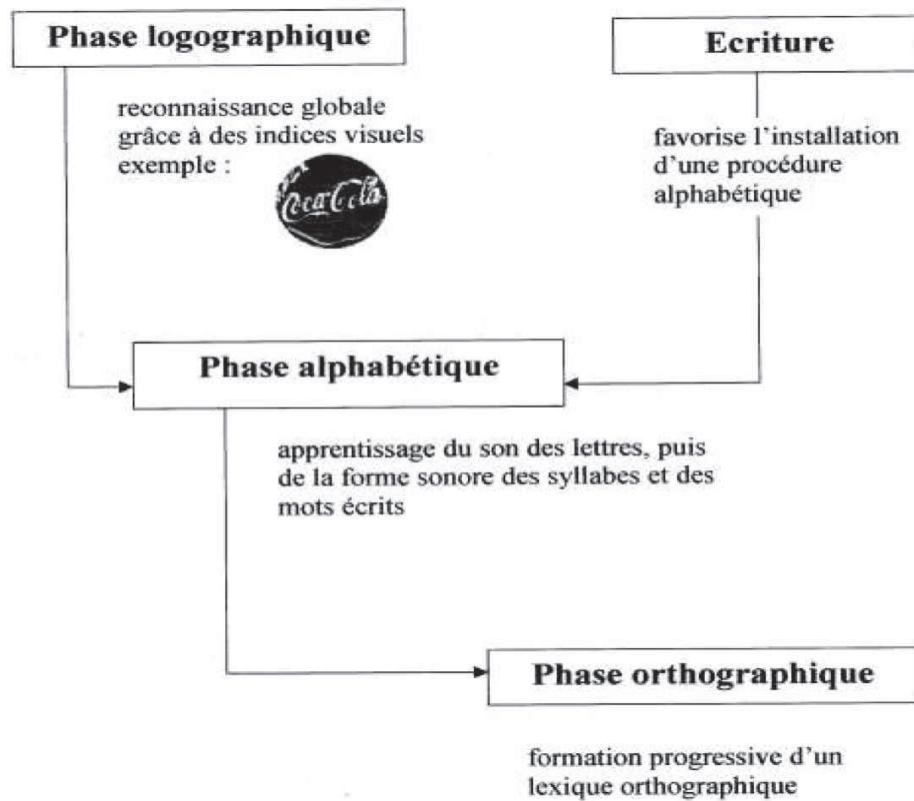 Phase logographique
Ecriture
reconnaissance globale
grâce à des indices visuels
exemple :
Coca-Cola
favorise l’installation
d’une procédure
alphabétique
Phase alphabétique
apprentissage du son des lettres, puis
de la forme sonore des syllabes et des
mots écrits
Phase orthographique
formation progressive d’un
lexique orthographique